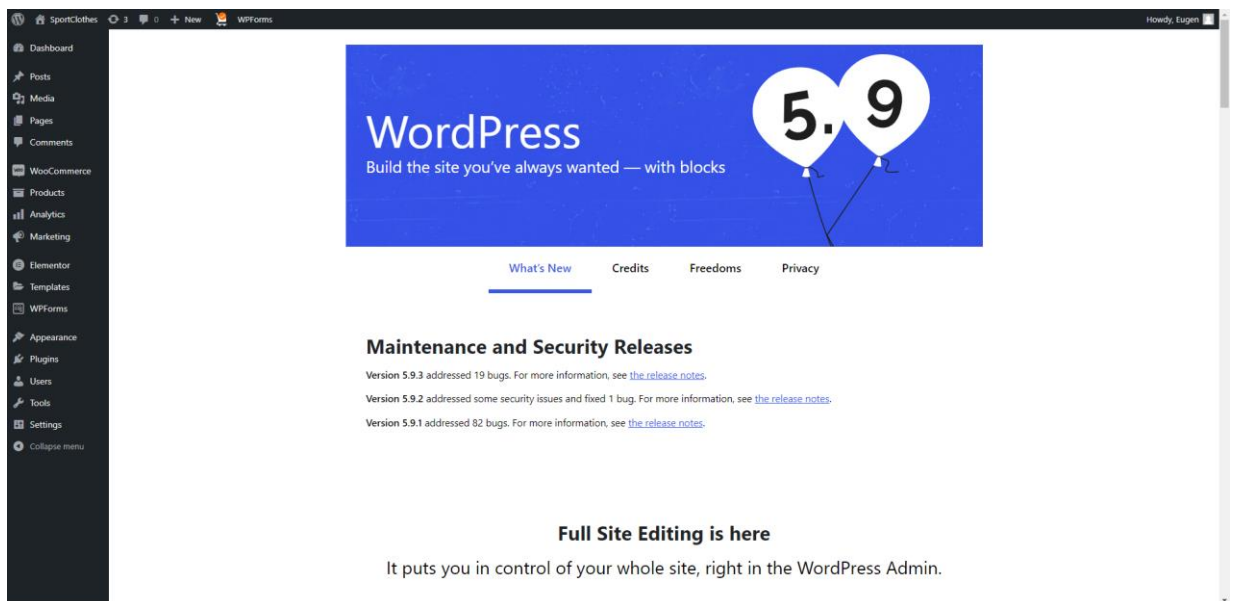 SportClothes 3 0 New WPForms Howdy, Eugen
Dashboard
Posts
Media
Pages
Comments
WooCommerce
Products
Analytics
Marketing
Elementor
Templates
WPForms
Appearance
Plugins
Users
Tools
Settings
Collapse menu
WordPress
Build the site you've always wanted — with blocks
5.9
What's New Credits Freedoms Privacy
Maintenance and Security Releases
Version 5.9.3 addressed 19 bugs. For more information, see the release notes.
Version 5.9.2 addressed some security issues and fixed 1 bug. For more information, see the release notes.
Version 5.9.1 addressed 82 bugs. For more information, see the release notes.
Full Site Editing is here
It puts you in control of your whole site, right in the WordPress Admin.